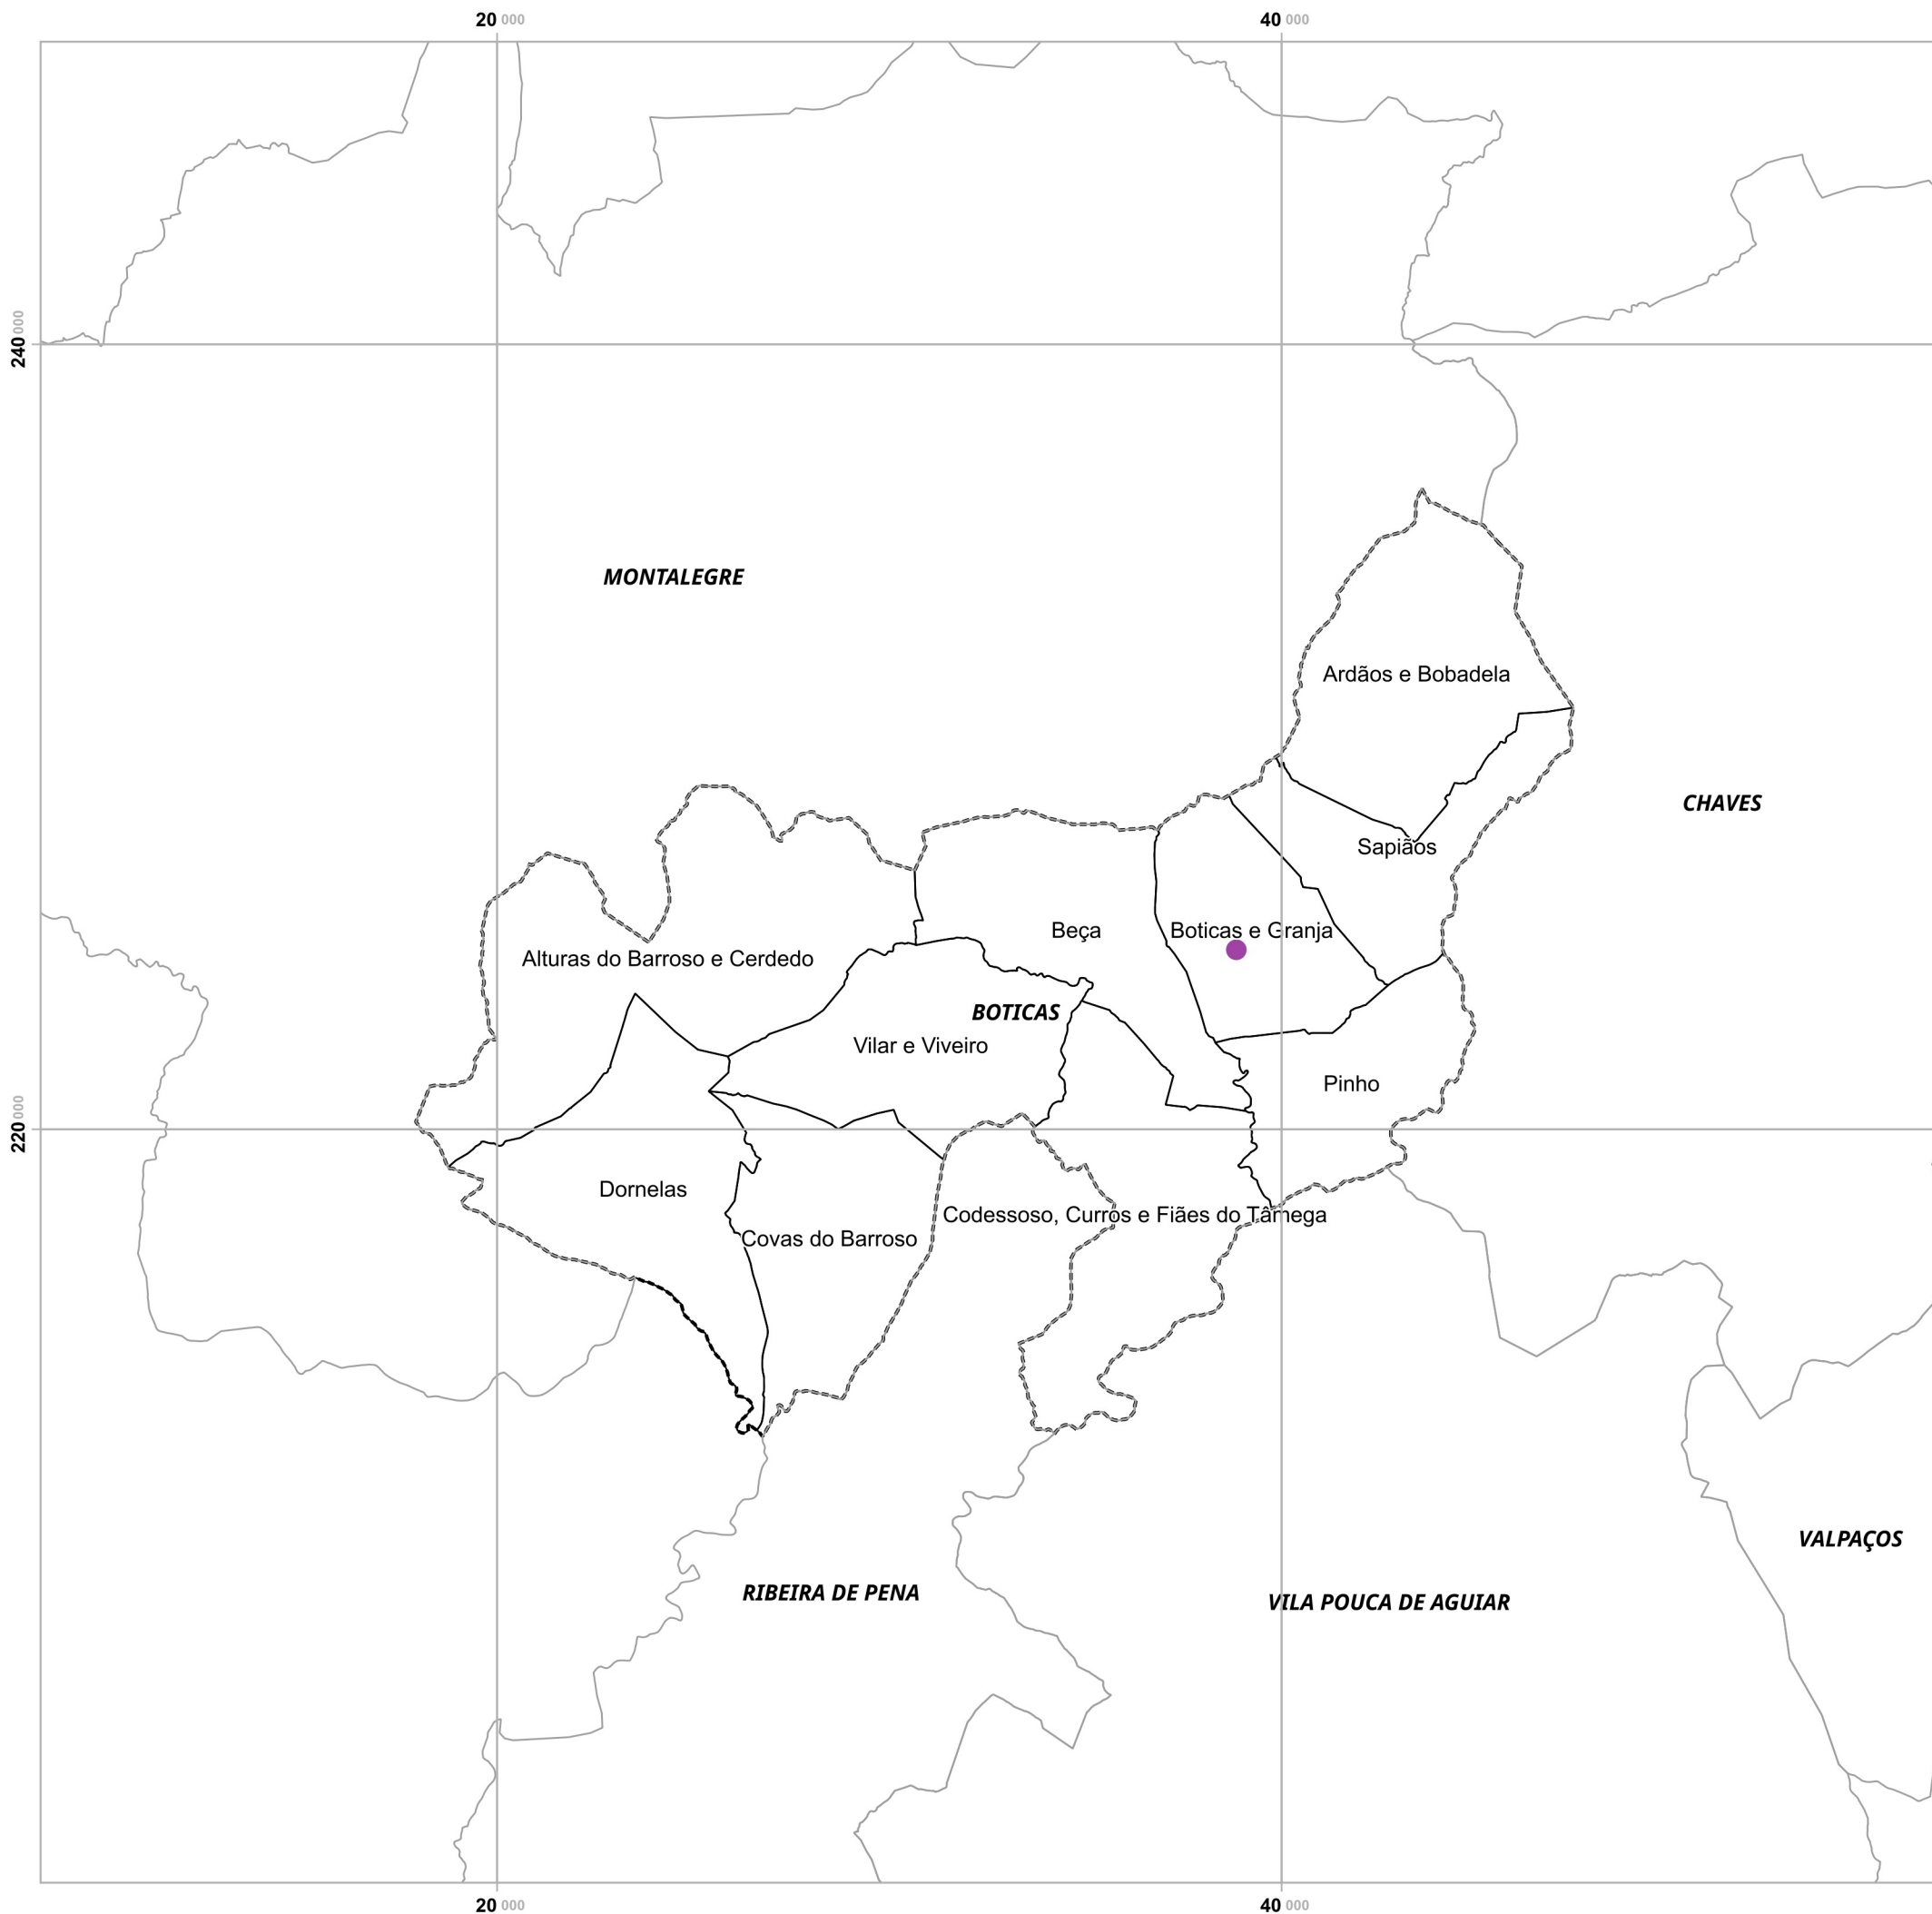 20 000 40 000
240 000
MONTALEGRE
Ardãos e Bobadela
CHAVES
Sapiãos
Beça
Boticas e Granja
Alturas do Barroso e Cerdedo
BOTICAS
Vilar e Viveiro
Pinho
220 000
Dornelas
Codessoso, Curros e Fiães do Tâmega
Covas do Barroso
VALPAÇOS
RIBEIRA DE PENA
VILA POUCA DE AGUIAR
20 000 40 000